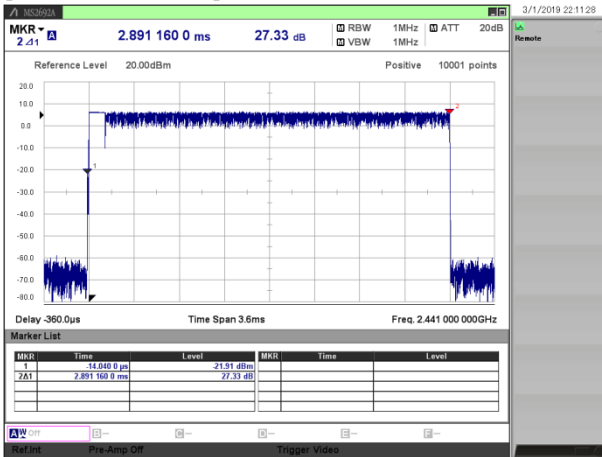 MS2692A
3/1/2019 22:11:28
MKR A 2.891 160 0 ms 27.33 dB RBW 1MHz ATT 20dB
2Δ1 VBW 1MHz
Remote
Reference Level 20.00dBm Positive 10001 points
20.0
10.0
0.0
-10.0
-20.0
-30.0
-40.0
-50.0
-60.0
-70.0
-80.0
1
2
Delay -360.0µs Time Span 3.6ms Freq. 2.441 000 000GHz
Marker List
MKR Time Level MKR Time Level
1 -14.040 0 µs -21.91 dBm
2Δ1 2.891 160 0 ms 27.33 dB
A W Off B -- C -- D -- E -- F --
Ref.Int Pre-Amp Off Trigger Video